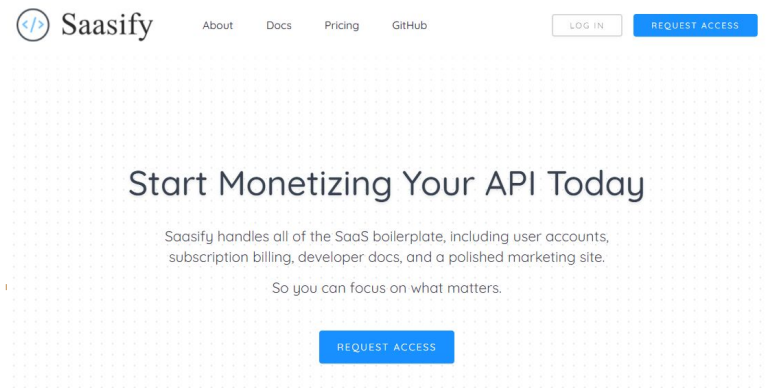 </> Saasify
About
Docs
Pricing
GitHub
LOG IN
REQUEST ACCESS
Start Monetizing Your API Today
Saasify handles all of the SaaS boilerplate, including user accounts,
subscription billing, developer docs, and a polished marketing site.
So you can focus on what matters.
REQUEST ACCESS